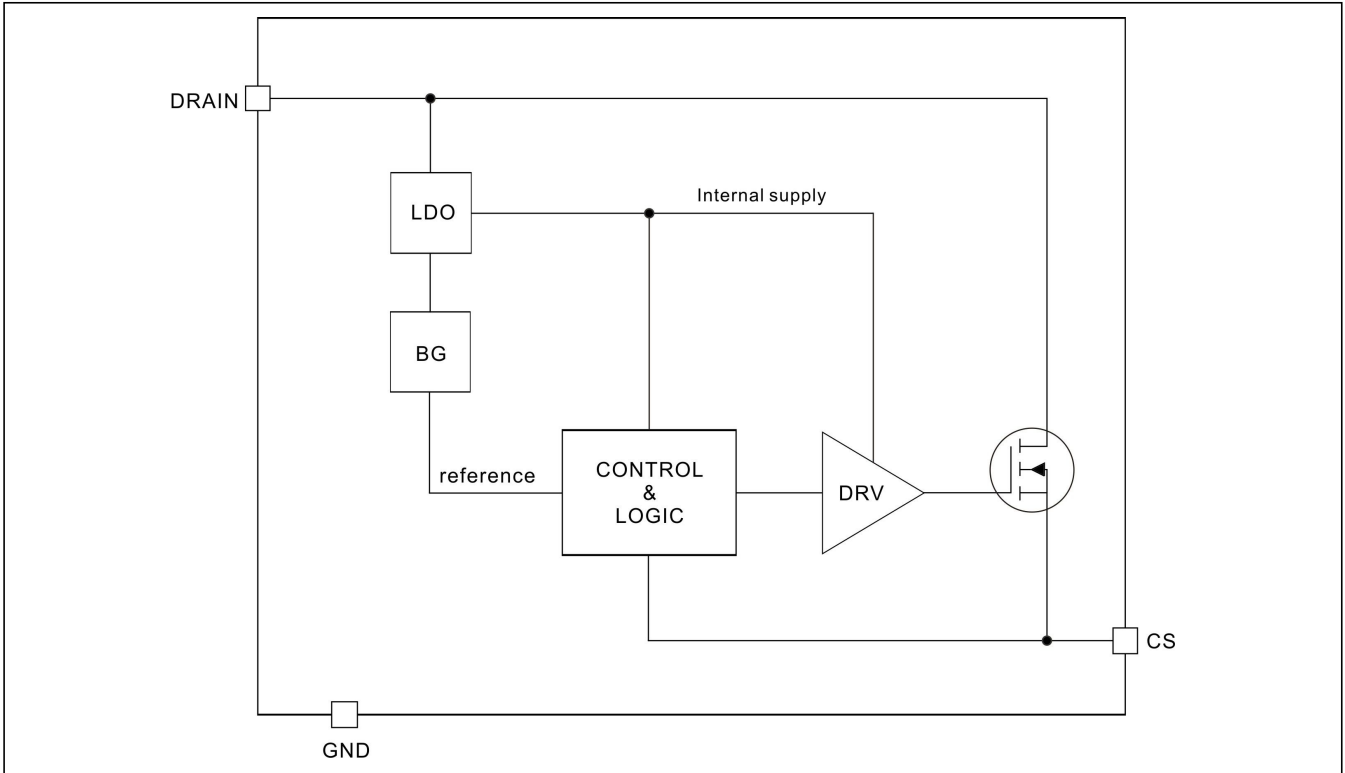 DRAIN
Internal supply
LDO
BG
reference
CONTROL
&
LOGIC
DRV
CS
GND